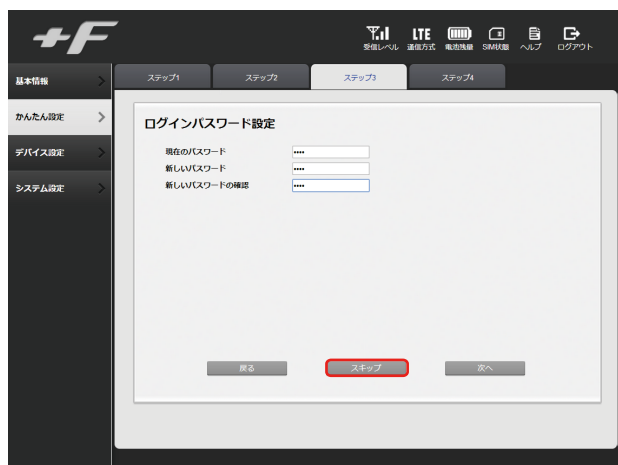 +F
受信レベル
LTE
通信方式
電池残量
SIM状態
ヘルプ
ログアウト
基本情報
かんたん設定
デバイス設定
システム設定
ステップ1
ステップ2
ステップ3
ステップ4
ログインパスワード設定
現在のパスワード ••••
新しいパスワード ••••
新しいパスワードの確認 ••••
戻る
スキップ
次へ